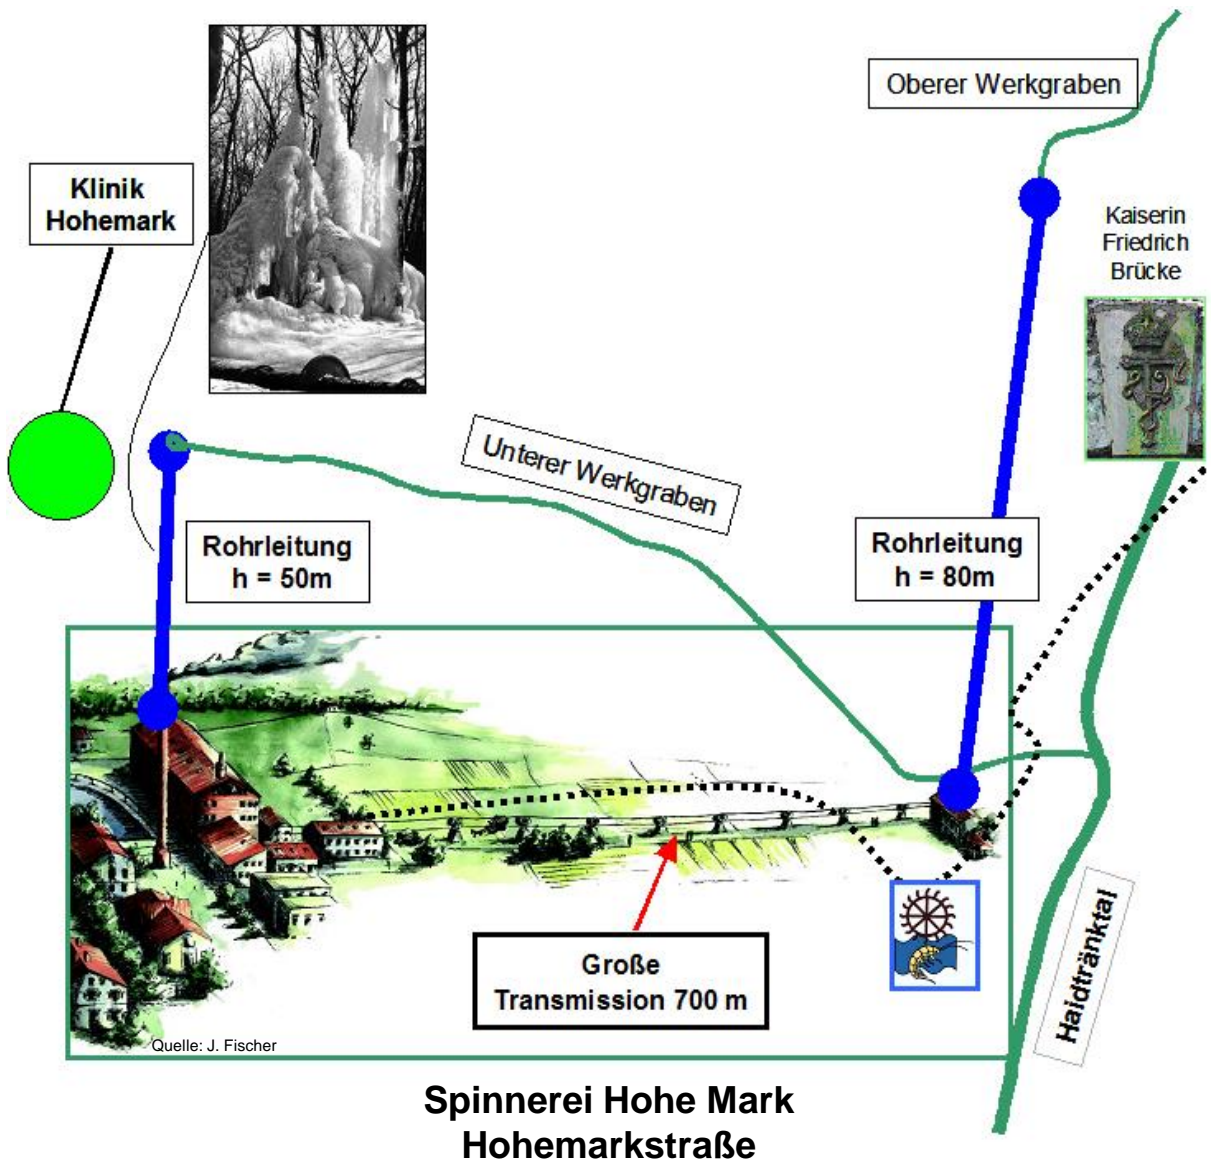 Oberer Werkgraben
Klinik
Hohemark
Kaiserin
Friedrich
Brücke
Unterer Werkgraben
Rohrleitung
h = 50m
Rohrleitung
h = 80m
Große
Transmission 700 m
Haidtränktal
Quelle: J. Fischer
Spinnerei Hohe Mark
Hohemarkstraße